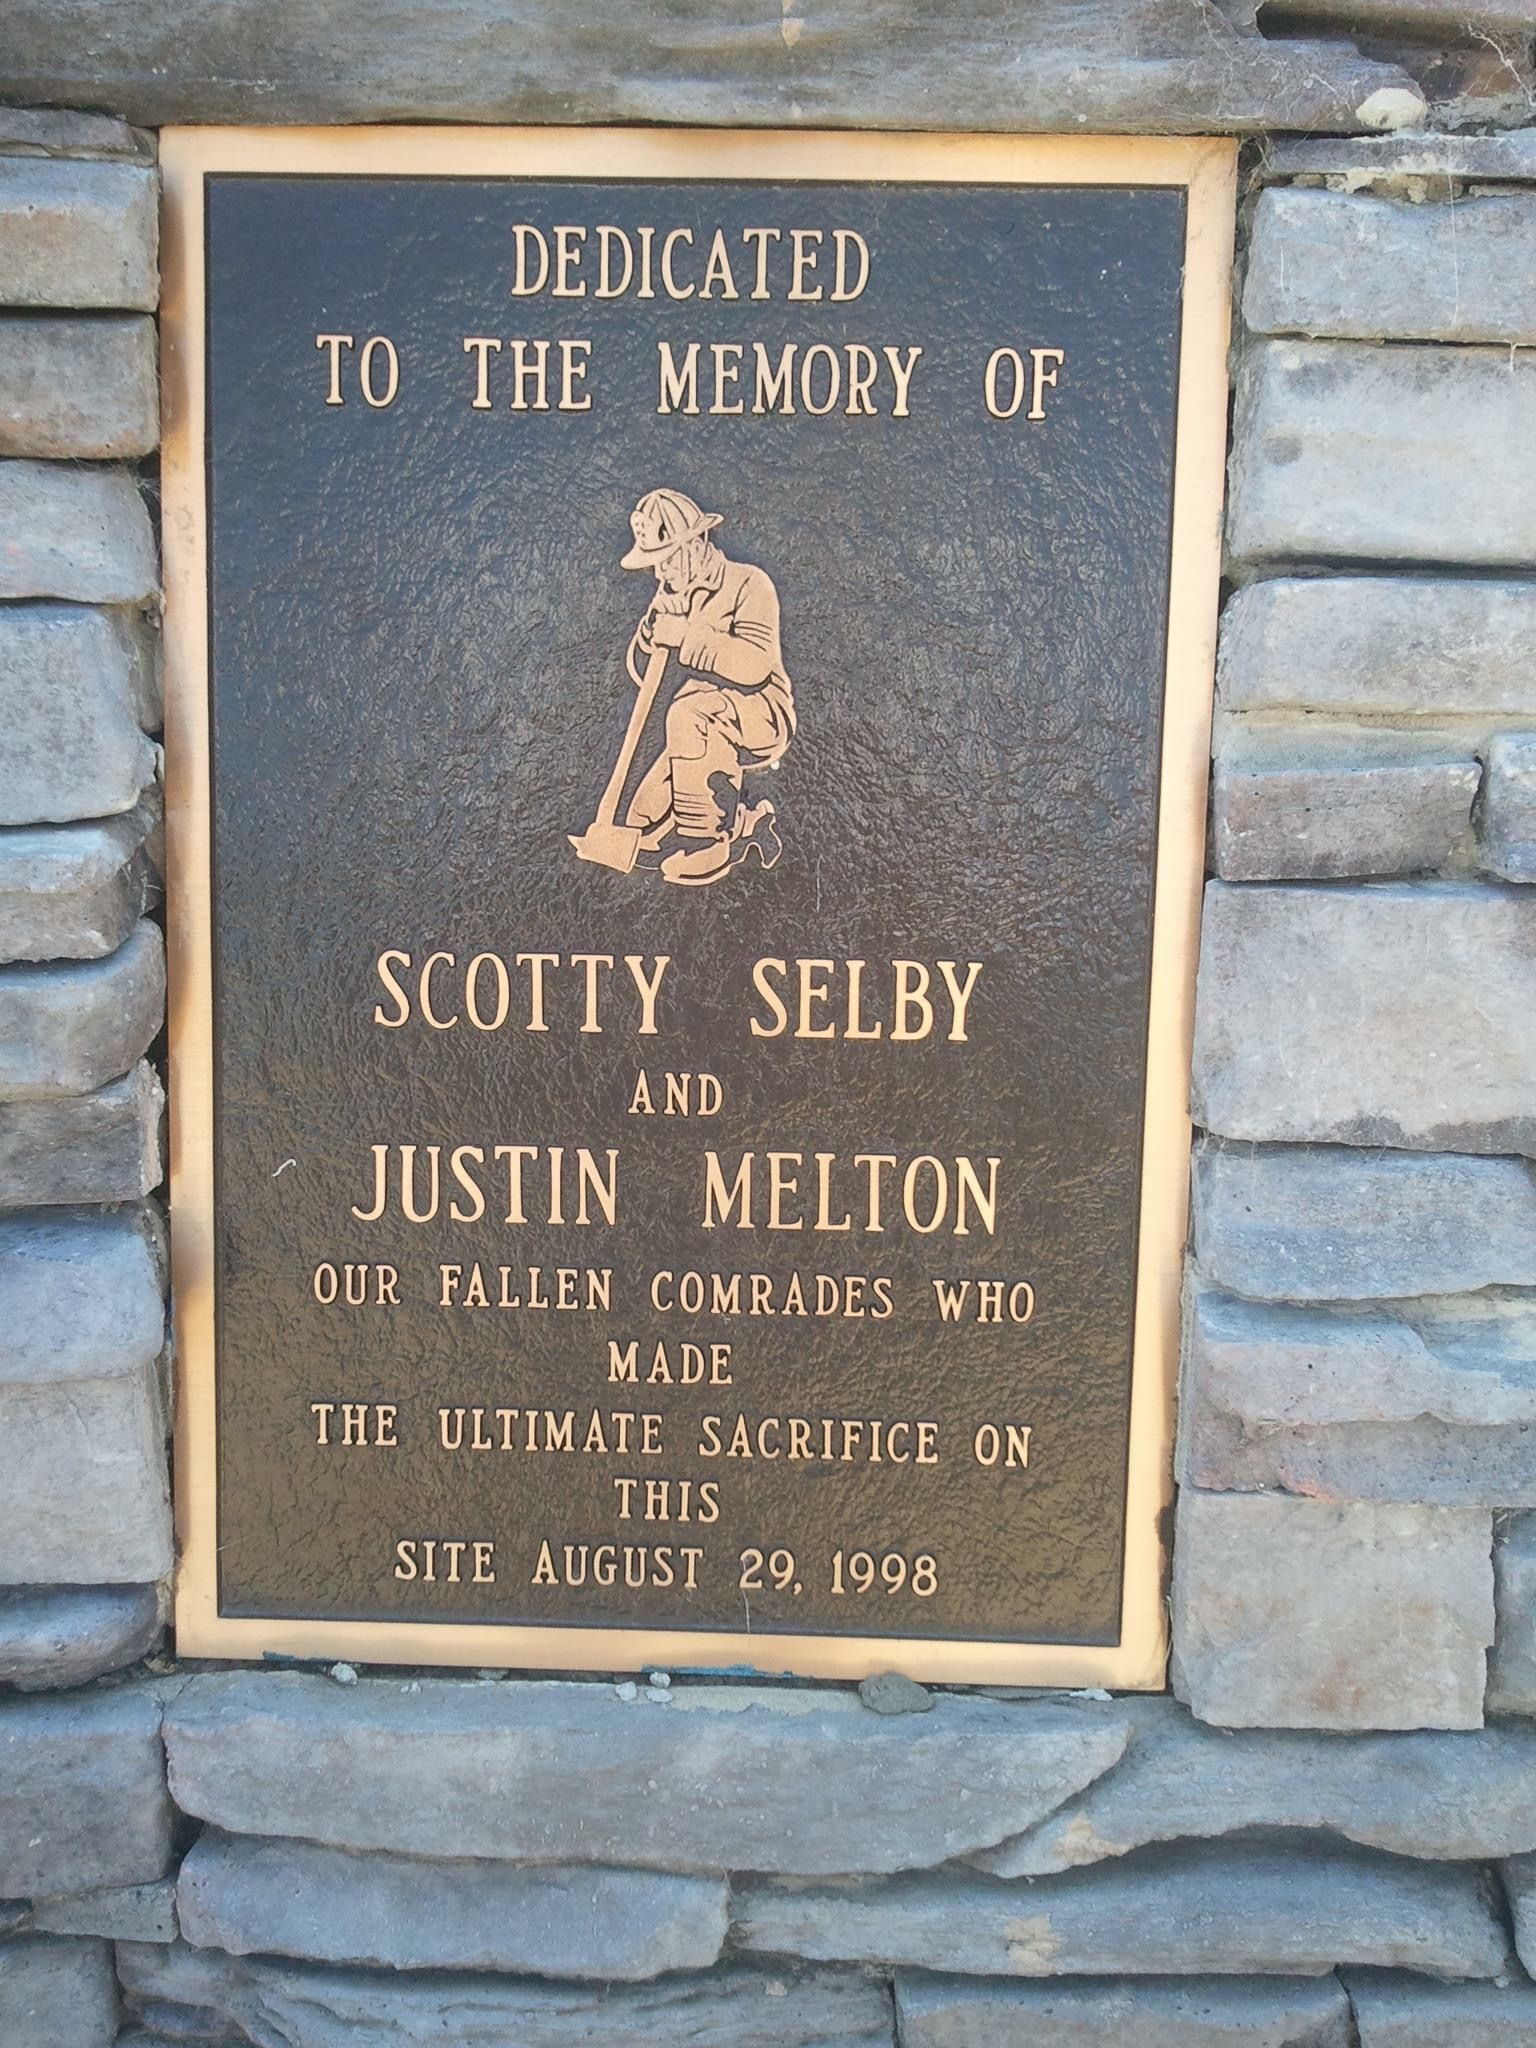 DEDICATED
TO THE MEMORY OF
SCOTTY SELBY
AND
JUSTIN MELTON
OUR FALLEN COMRADES WHO
MADE
THE ULTIMATE SACRIFICE ON
THIS
SITE AUGUST 29, 1998